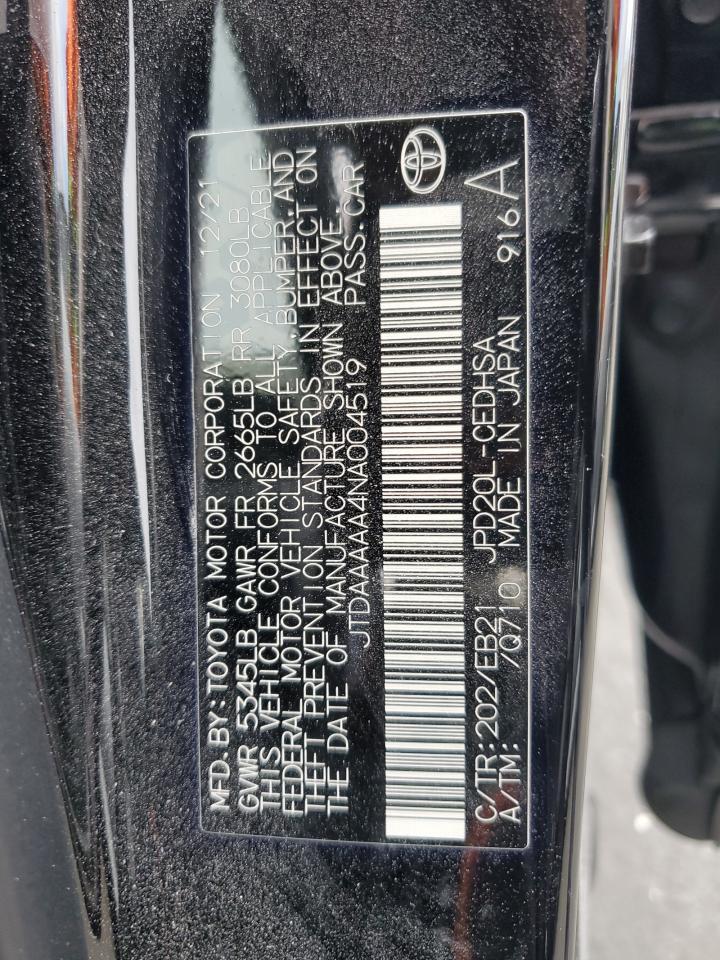 MFD.BY:TOYOTA MOTOR CORPORATION 12/21
GVWR 5345LB GAWR FR 2665LB RR 3080LB
THIS VEHICLE CONFORMS TO ALL APPLICABLE
FEDERAL MOTOR VEHICLE SAFETY, BUMPER, AND
THEFT PREVENTION STANDARDS IN EFFECT ON
THE DATE OF MANUFACTURE SHOWN ABOVE.
JTDAAAAA4NA004519 PASS.CAR
C/TR:202/EB21 JPD20L-CEDHSA
A/TM: /Q710 MADE IN JAPAN 916 A